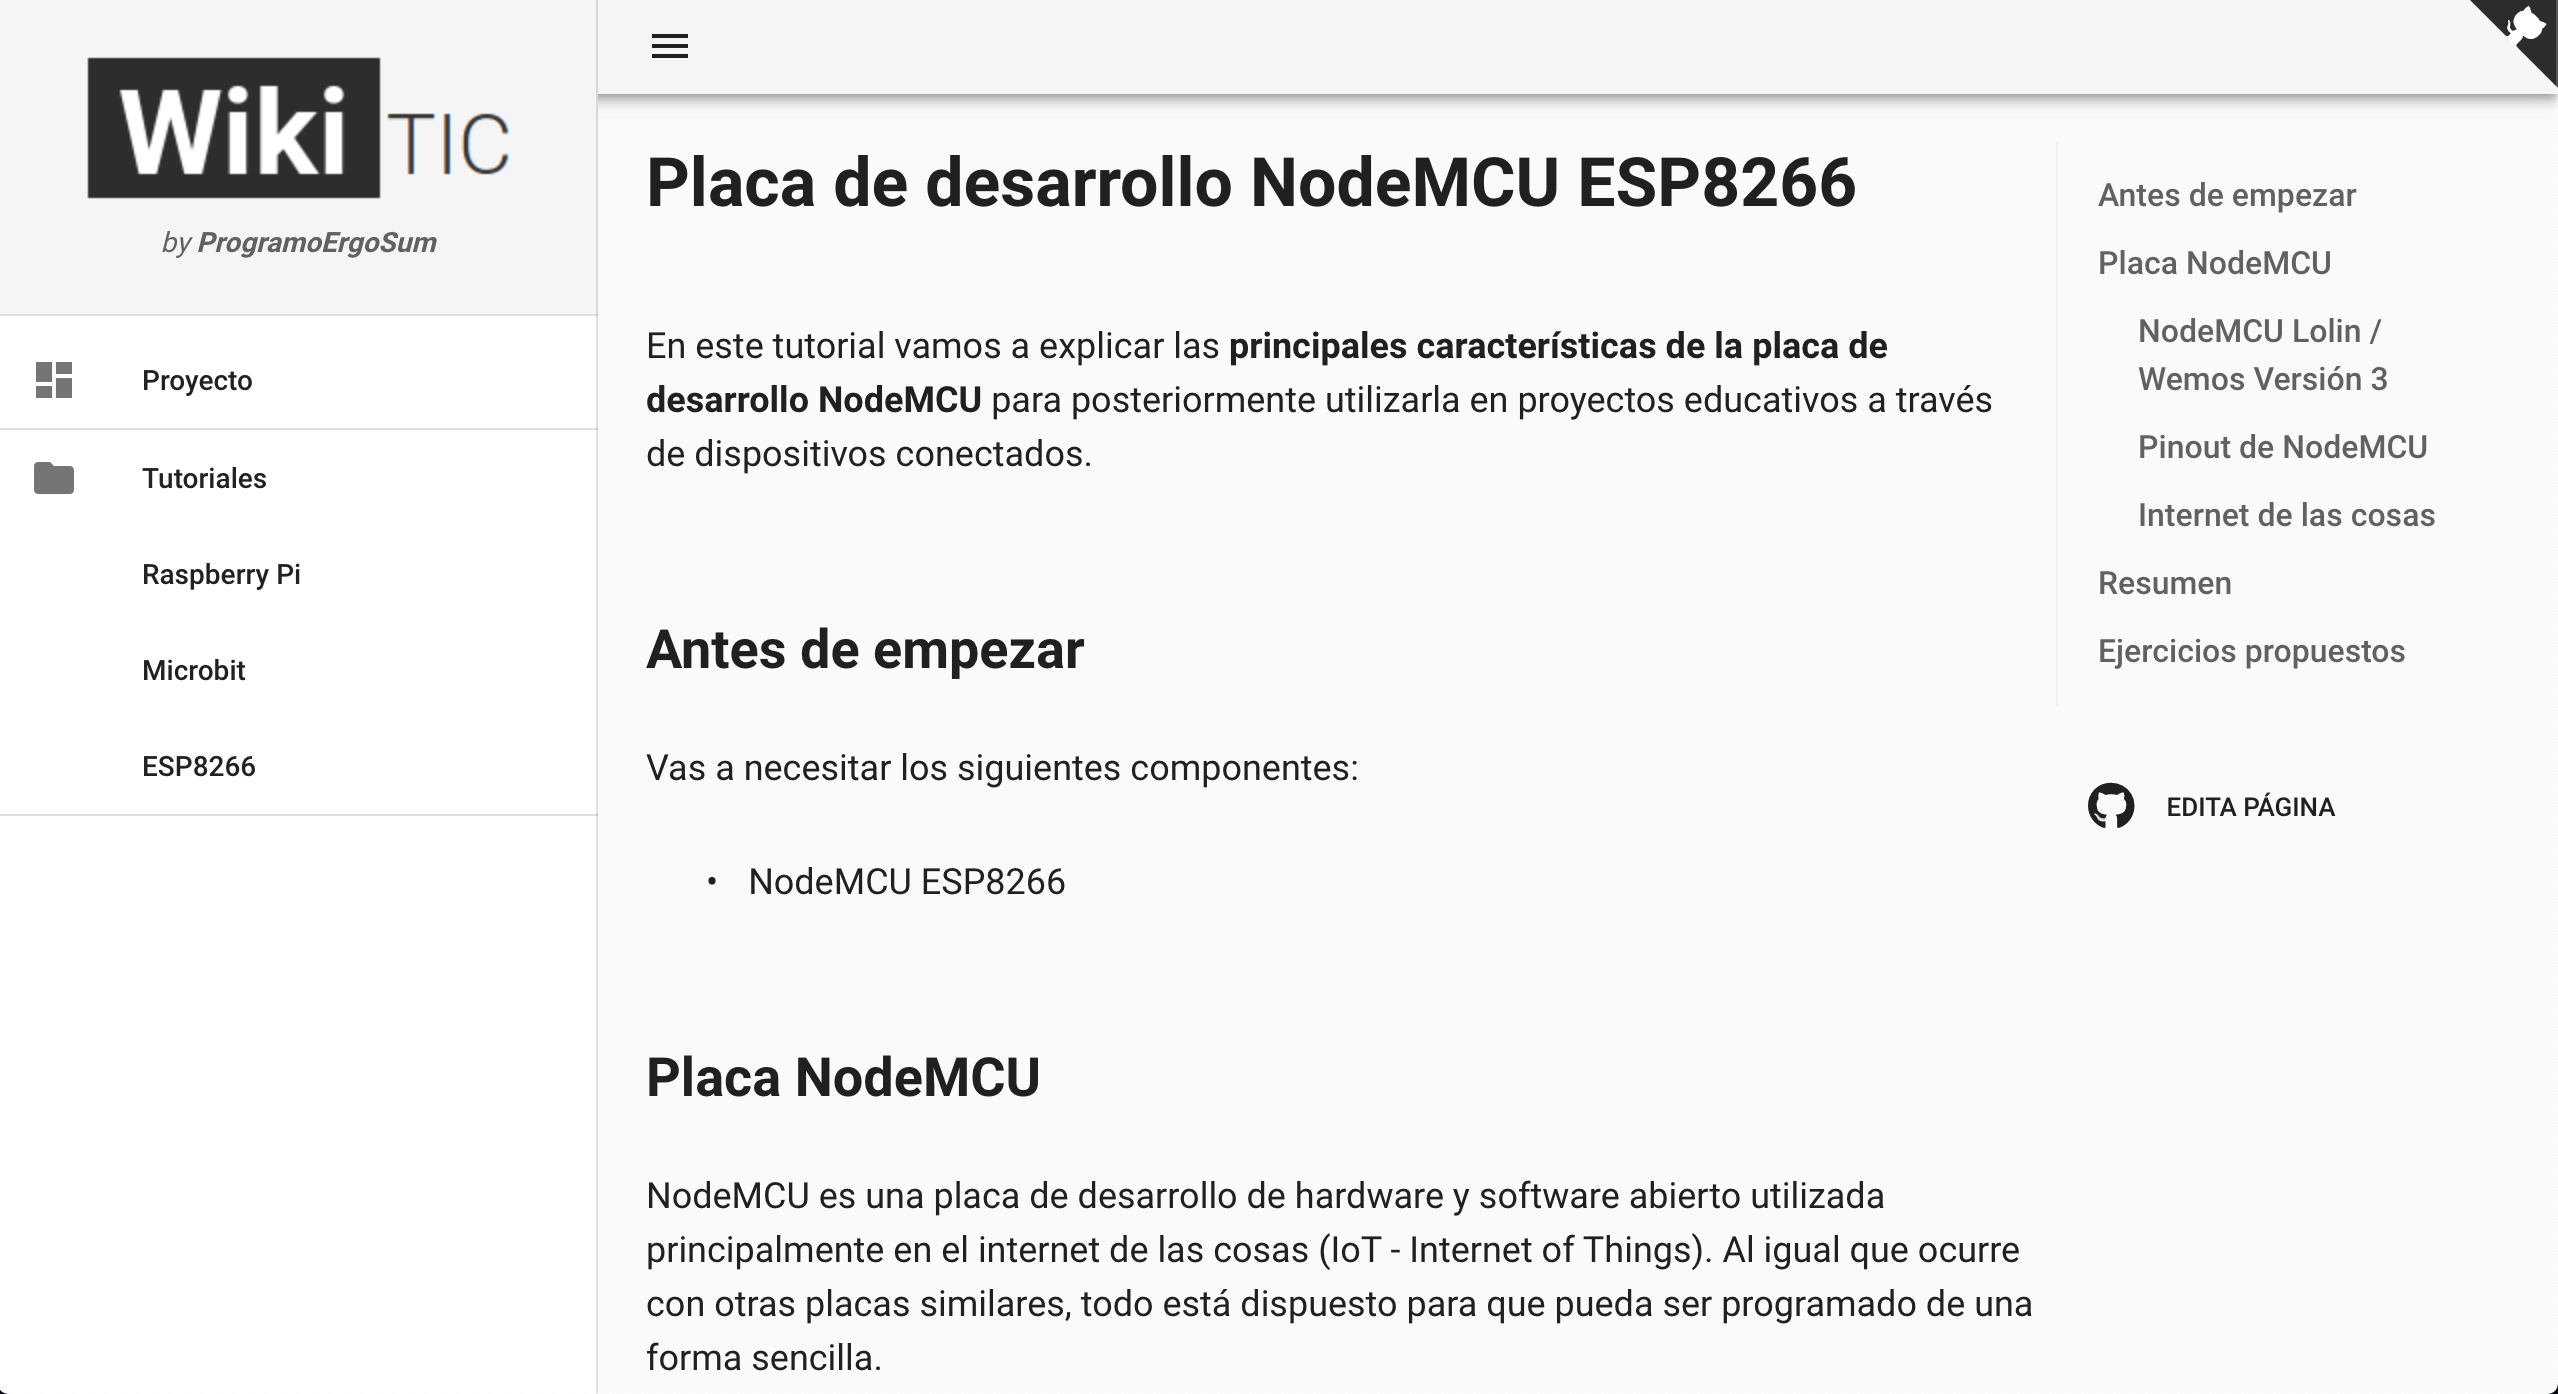 Wiki TIC
by ProgramoErgoSum
Proyecto
Tutoriales
Raspberry Pi
Microbit
ESP8266
Placa de desarrollo NodeMCU ESP8266
En este tutorial vamos a explicar las principales características de la placa de
desarrollo NodeMCU para posteriormente utilizarla en proyectos educativos a través
de dispositivos conectados.
Antes de empezar
Vas a necesitar los siguientes componentes:
• NodeMCU ESP8266
Placa NodeMCU
NodeMCU es una placa de desarrollo de hardware y software abierto utilizada
principalmente en el internet de las cosas (IoT - Internet of Things). Al igual que ocurre
con otras placas similares, todo está dispuesto para que pueda ser programado de una
forma sencilla.
Antes de empezar
Placa NodeMCU
NodeMCU Lolin /
Wemos Versión 3
Pinout de NodeMCU
Internet de las cosas
Resumen
Ejercicios propuestos
EDITA PÁGINA